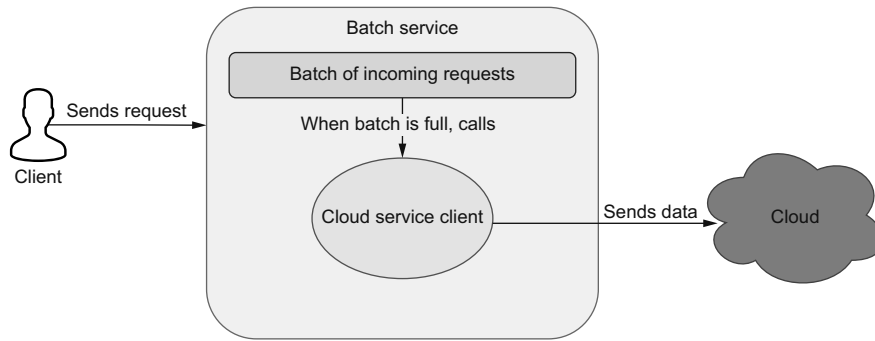 Batch service
Batch of incoming requests
Sends request
When batch is full, calls
Client
Cloud service client
Sends data
Cloud